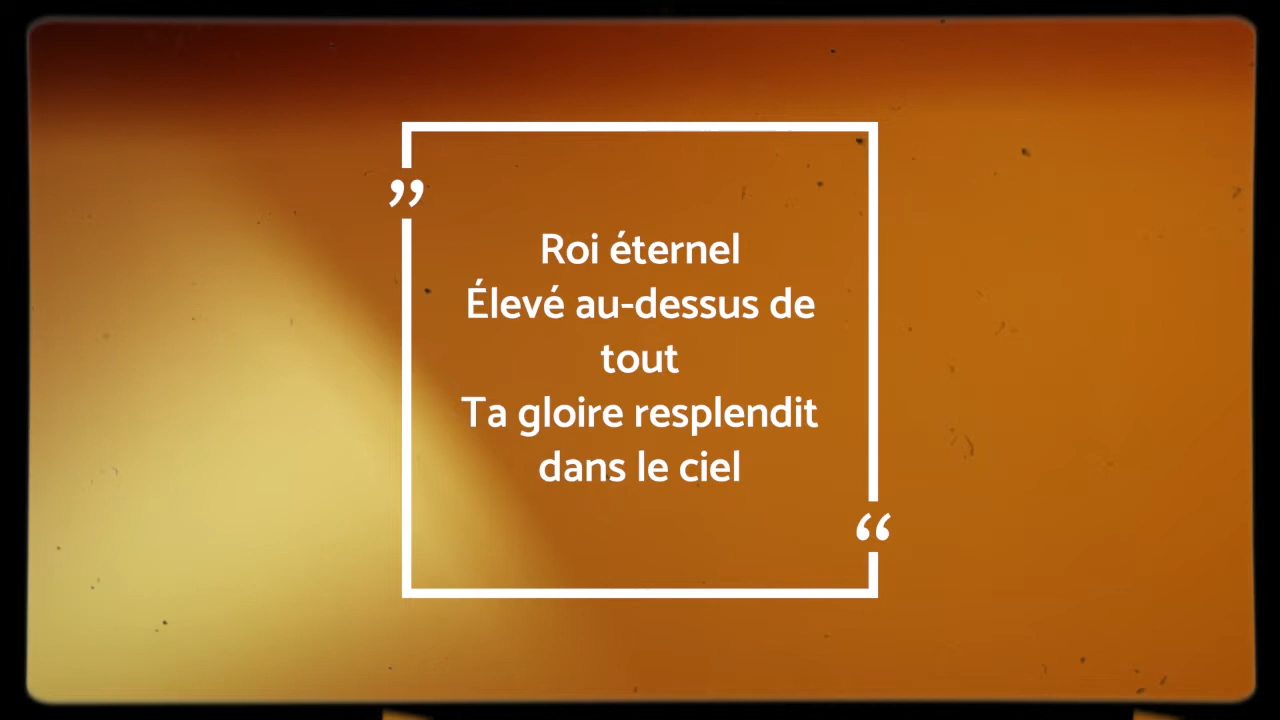 ”
Roi éternel
Élevé au-dessus de
tout
Ta gloire resplendit
dans le ciel
“